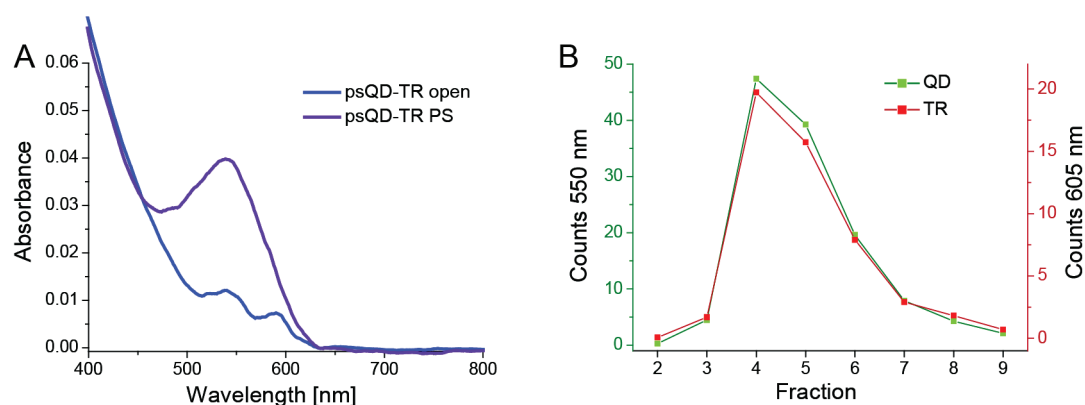 A
Absorbance
0.06
0.05
0.04
0.03
0.02
0.01
0.00
psQD-TR open
psQD-TR PS
400
500
600
700
800
Wavelength [nm]
B
Counts 550 nm
50
40
30
20
10
0
QD
TR
20
15
10
5
0
Counts 605 nm
2
3
4
5
6
7
8
9
Fraction